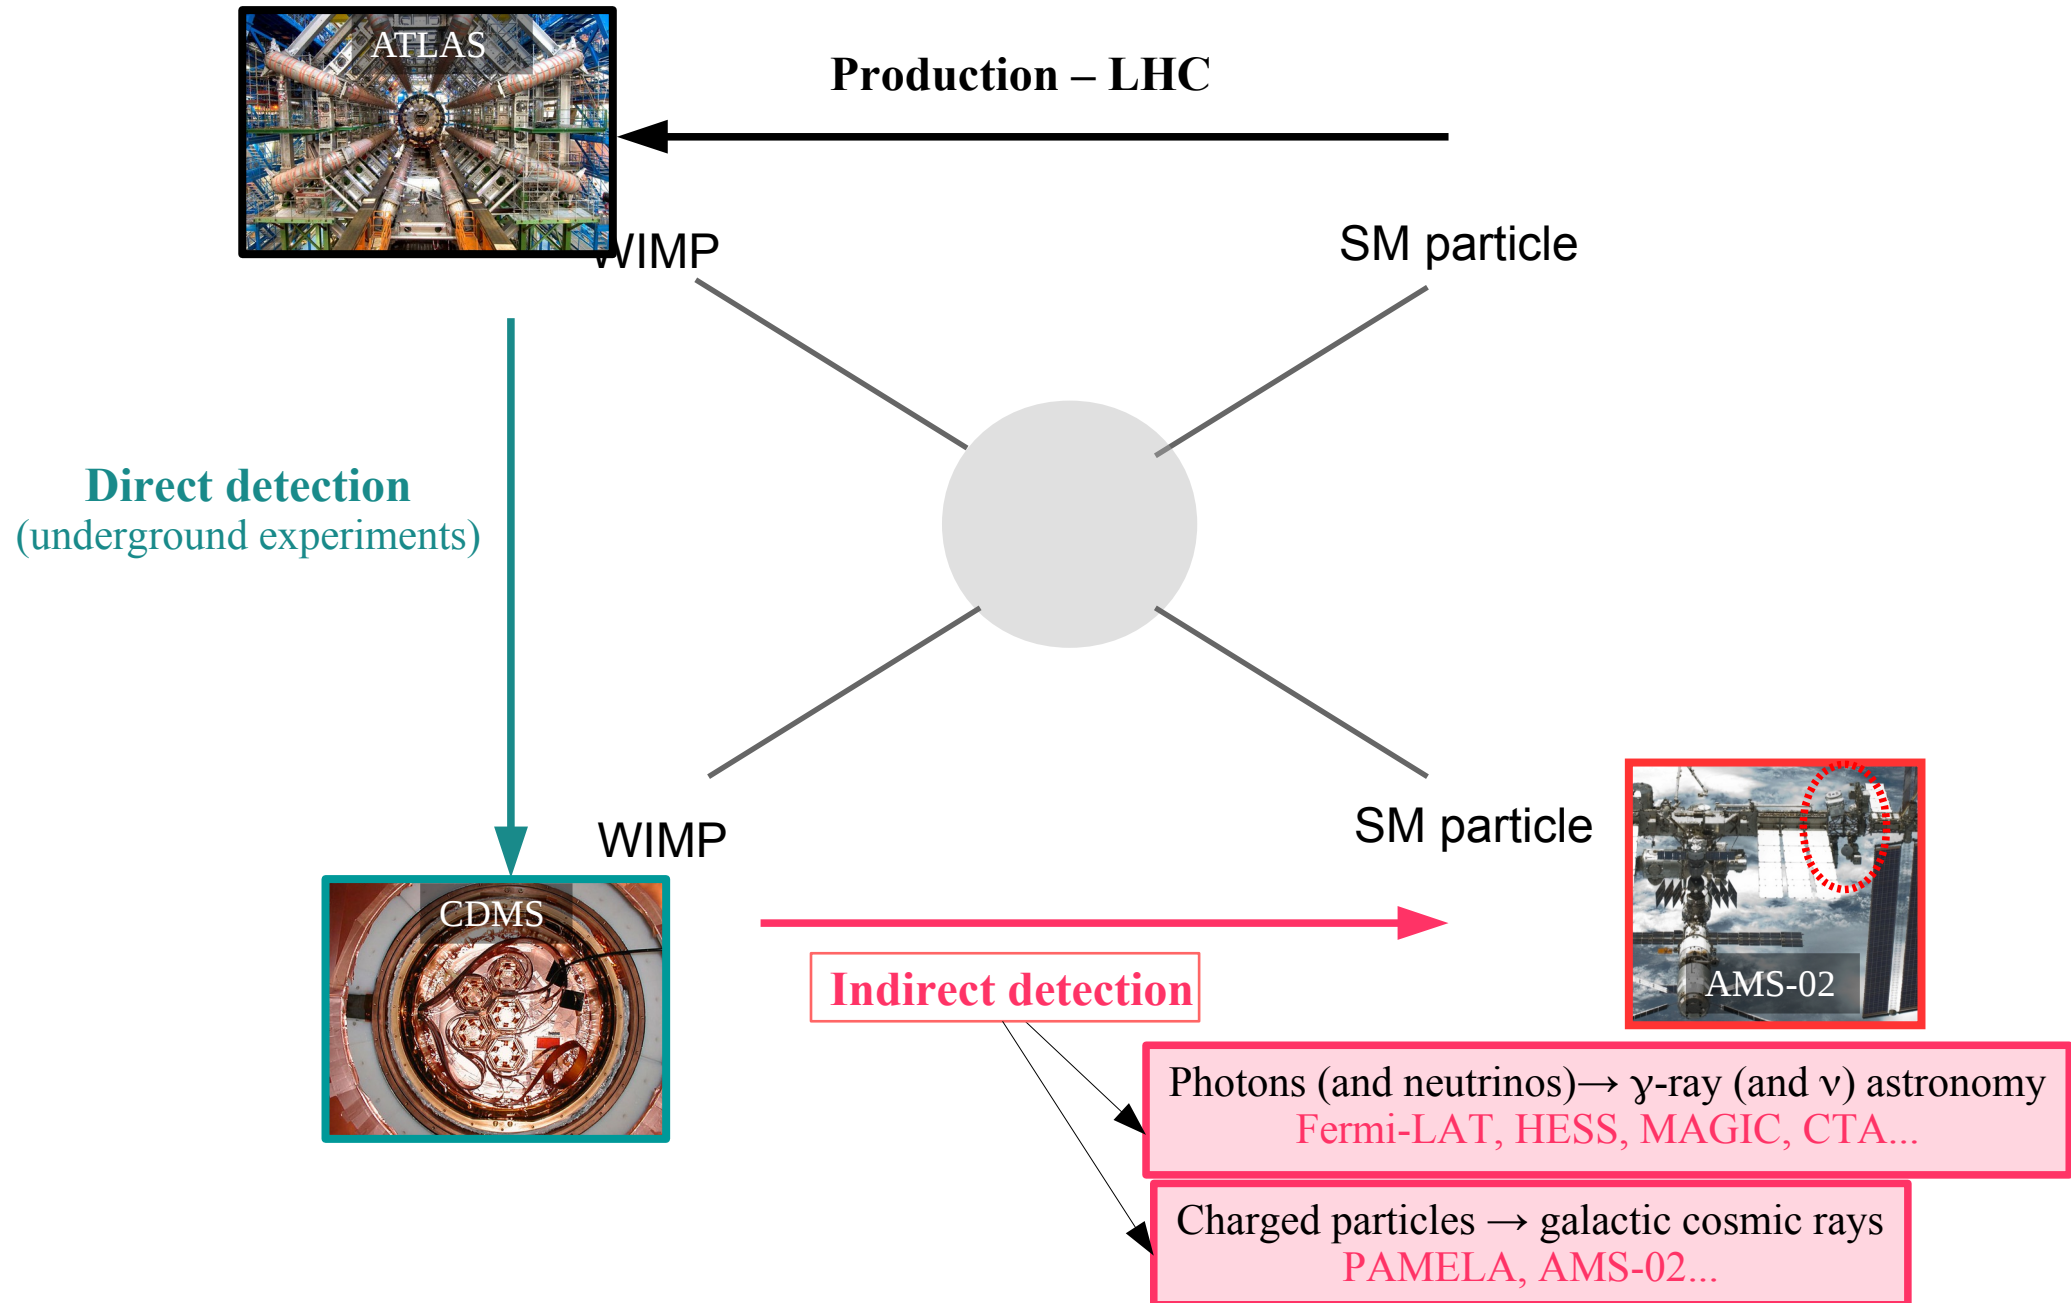 ATLAS
Production – LHC
WIMP
SM particle
Direct detection
(underground experiments)
WIMP
SM particle
CDMS
AMS-02
Indirect detection
Photons (and neutrinos)→ γ-ray (and ν) astronomy
Fermi-LAT, HESS, MAGIC, CTA...
Charged particles → galactic cosmic rays
PAMELA, AMS-02...